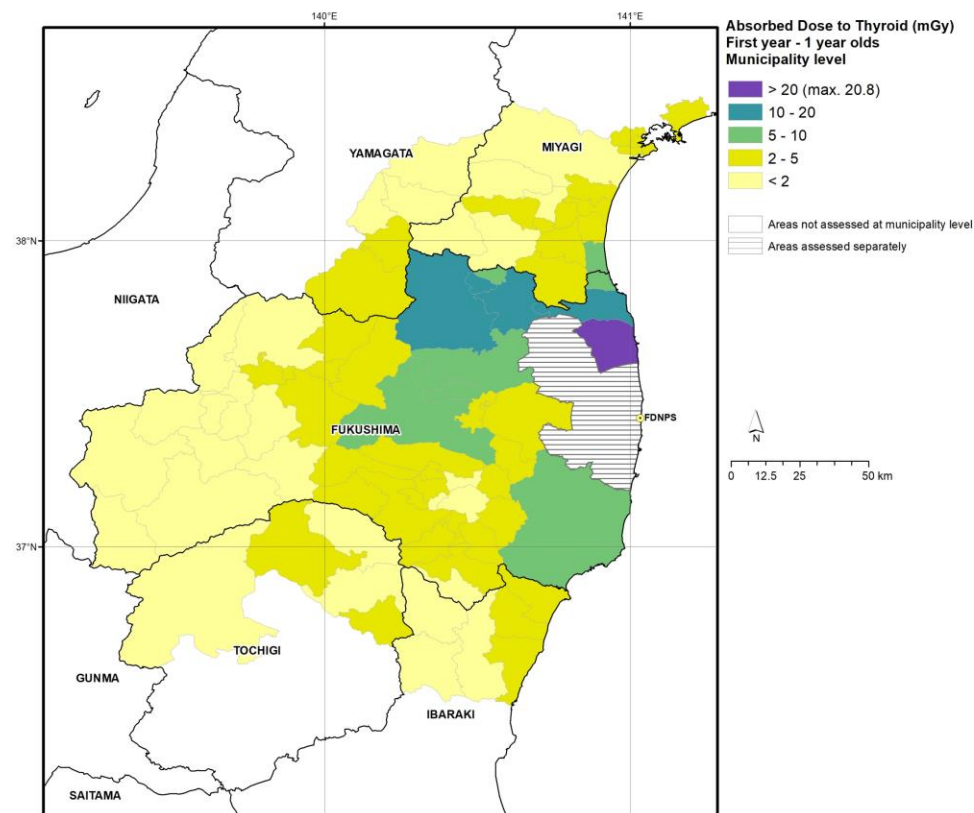 140°E
141°E
Absorbed Dose to Thyroid (mGy)
First year - 1 year olds
Municipality level
> 20 (max. 20.8)
10 - 20
5 - 10
2 - 5
< 2
Areas not assessed at municipality level
Areas assessed separately
YAMAGATA
MIYAGI
38°N
NIIGATA
FUKUSHIMA
FDNPS
N
0 12.5 25 50 km
37°N
TOCHIGI
GUNMA
IBARAKI
SAITAMA